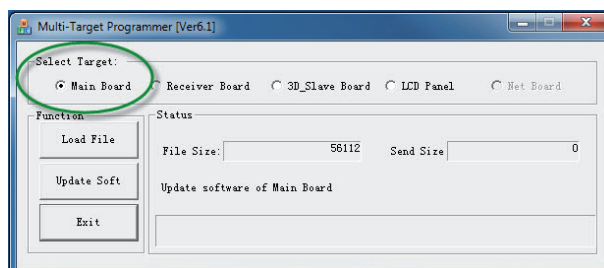 Multi-Target Programmer [Ver6.1]
Select Target:
Main Board Receiver Board 3D_Slave Board LCD Panel Net Board
Function
Status
Load File
File Size: 56112 Send Size 0
Update Soft
Update software of Main Board
Exit